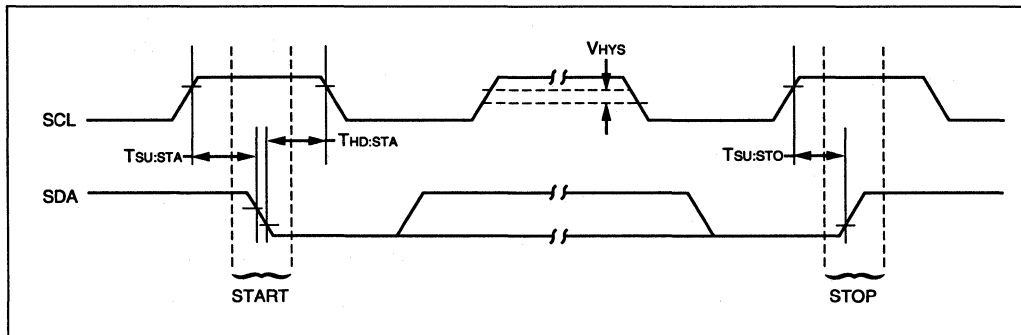 VHYS
SCL
TSU:STA
THD:STA
TSU:STO
SDA
START
STOP